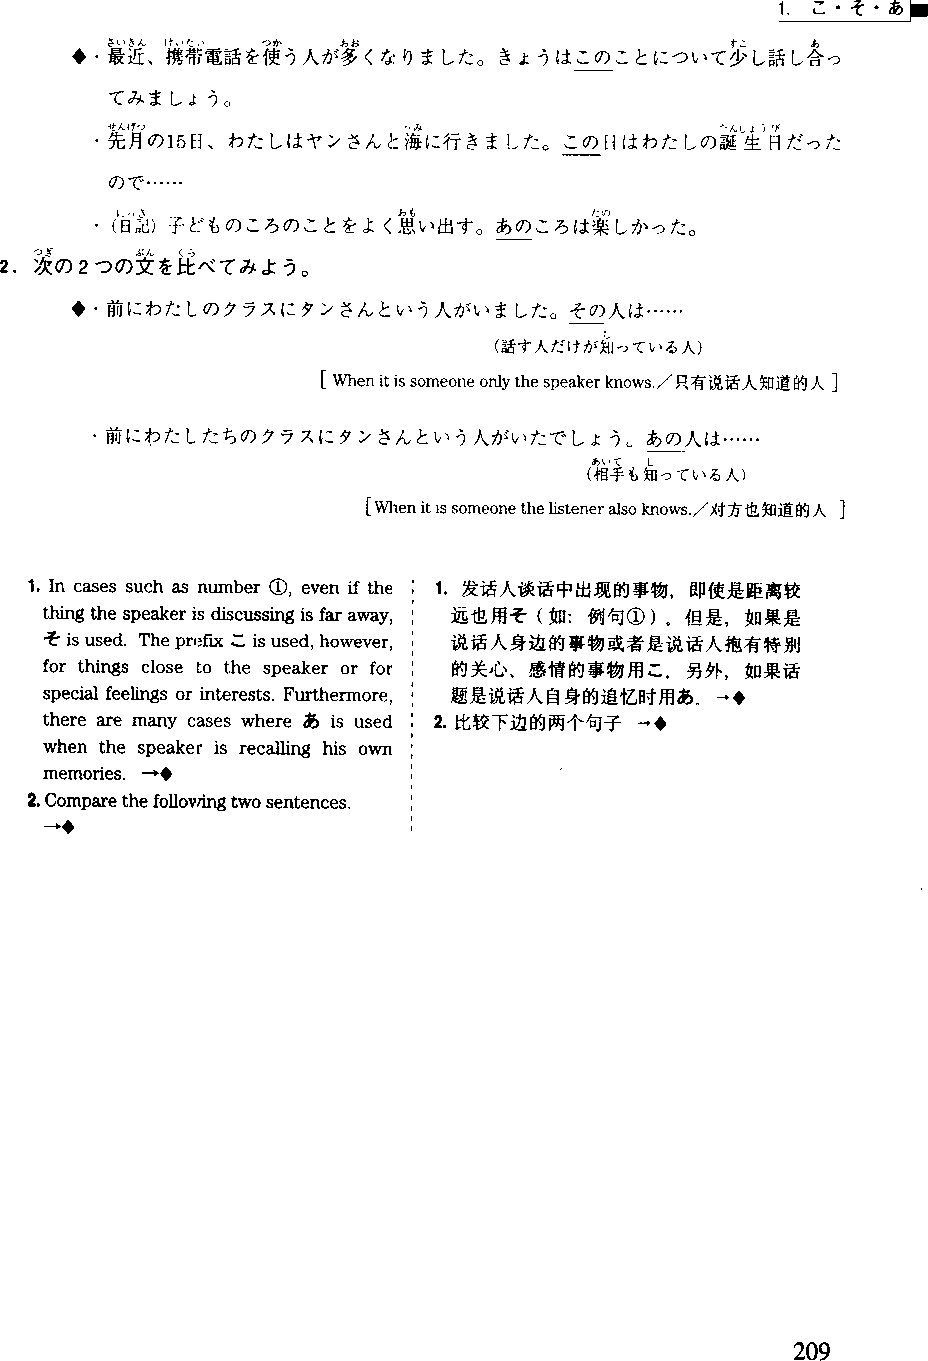 1. こ・そ・あ
◆・最近、携帯電話を使う人が多くなりました。きょうはこのことについて少し話し合っ
てみましょう。
・先月の15日、わたしはヤンさんと海に行きました。この日はわたしの誕生日だった
ので……
・(日記) 子どものころのことをよく思い出す。あのころは楽しかった。
2. 次の2つの文を比べてみよう。
◆・前にわたしのクラスにタンさんという人がいました。その人は……
(話す人だけが知っている人)
[ When it is someone only the speaker knows./只有说话人知道的人 ]
・前にわたしたちのクラスにタンさんという人がいたでしょう。あの人は……
(相手も知っている人)
[When it is someone the listener also knows./对方也知道的人 ]
1. In cases such as number ①, even if the
thing the speaker is discussing is far away,
そ is used. The prefix こ is used, however,
for things close to the speaker or for
special feelings or interests. Furthermore,
there are many cases where あ is used
when the speaker is recalling his own
memories. →◆
2. Compare the following two sentences.
→◆
1. 发话人谈话中出现的事物，即使是距离较
远也用そ（如：例句①）。但是，如果是
说话人身边的事物或者是说话人抱有特别
的关心、感情的事物用こ．另外，如果话
题是说话人自身的追忆时用あ．→◆
2. 比较下边的两个句子 →◆
209